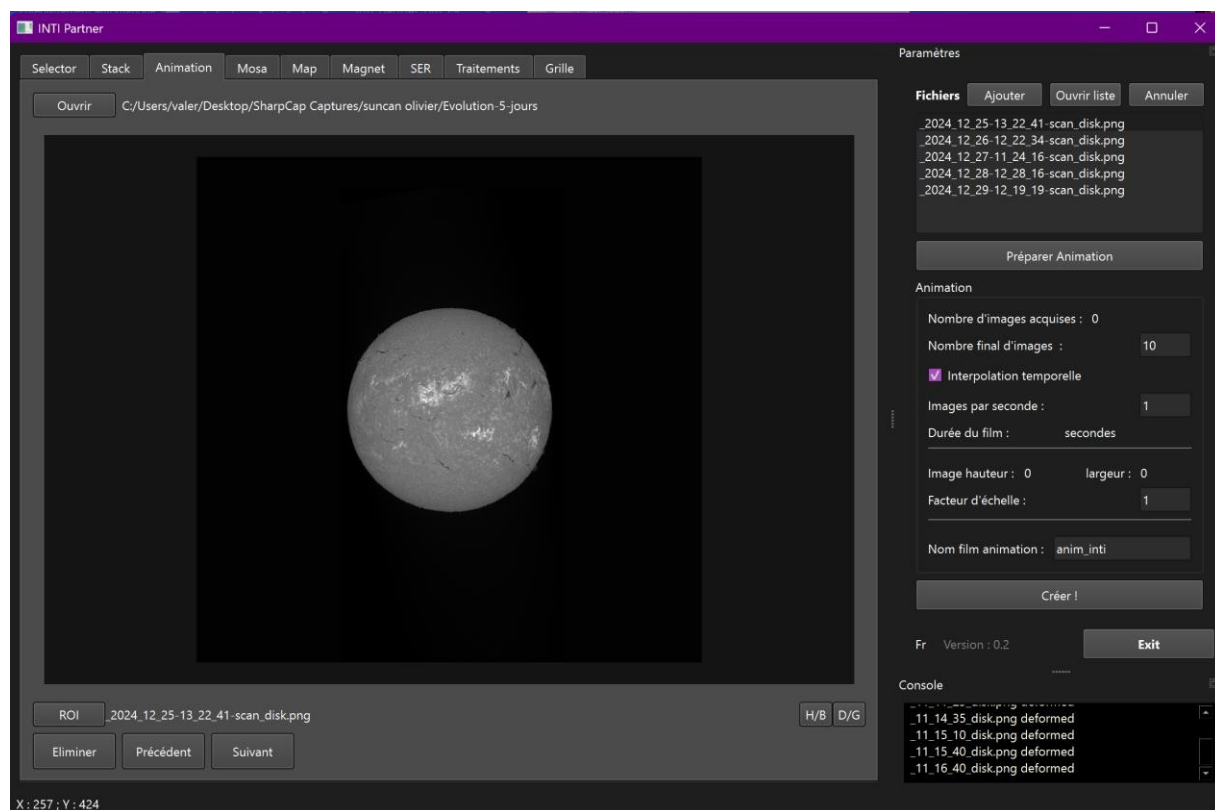 INTI Partner
Selector Stack Animation Mosa Map Magnet SER Traitements Grille
Ouvrir C:/Users/valer/Desktop/SharpCap Captures/suncan olivier/Evolution-5-jours
ROI _2024_12_25-13_22_41-scan_disk.png H/B D/G
Eliminer Précédent Suivant
X : 257 ; Y : 424
Paramètres
Fichiers Ajouter Ouvrir liste Annuler
_2024_12_25-13_22_41-scan_disk.png
_2024_12_26-12_22_34-scan_disk.png
_2024_12_27-11_24_16-scan_disk.png
_2024_12_28-12_28_16-scan_disk.png
_2024_12_29-12_19_19-scan_disk.png
Préparer Animation
Animation
Nombre d'images acquises : 0
Nombre final d'images : 10
Interpolation temporelle
Images par seconde : 1
Durée du film : secondes
Image hauteur : 0 largeur : 0
Facteur d'échelle : 1
Nom film animation : anim_inti
Créer !
Fr Version : 0.2 Exit
Console
_11_14_35_disk.png deformed
_11_15_10_disk.png deformed
_11_15_40_disk.png deformed
_11_16_40_disk.png deformed